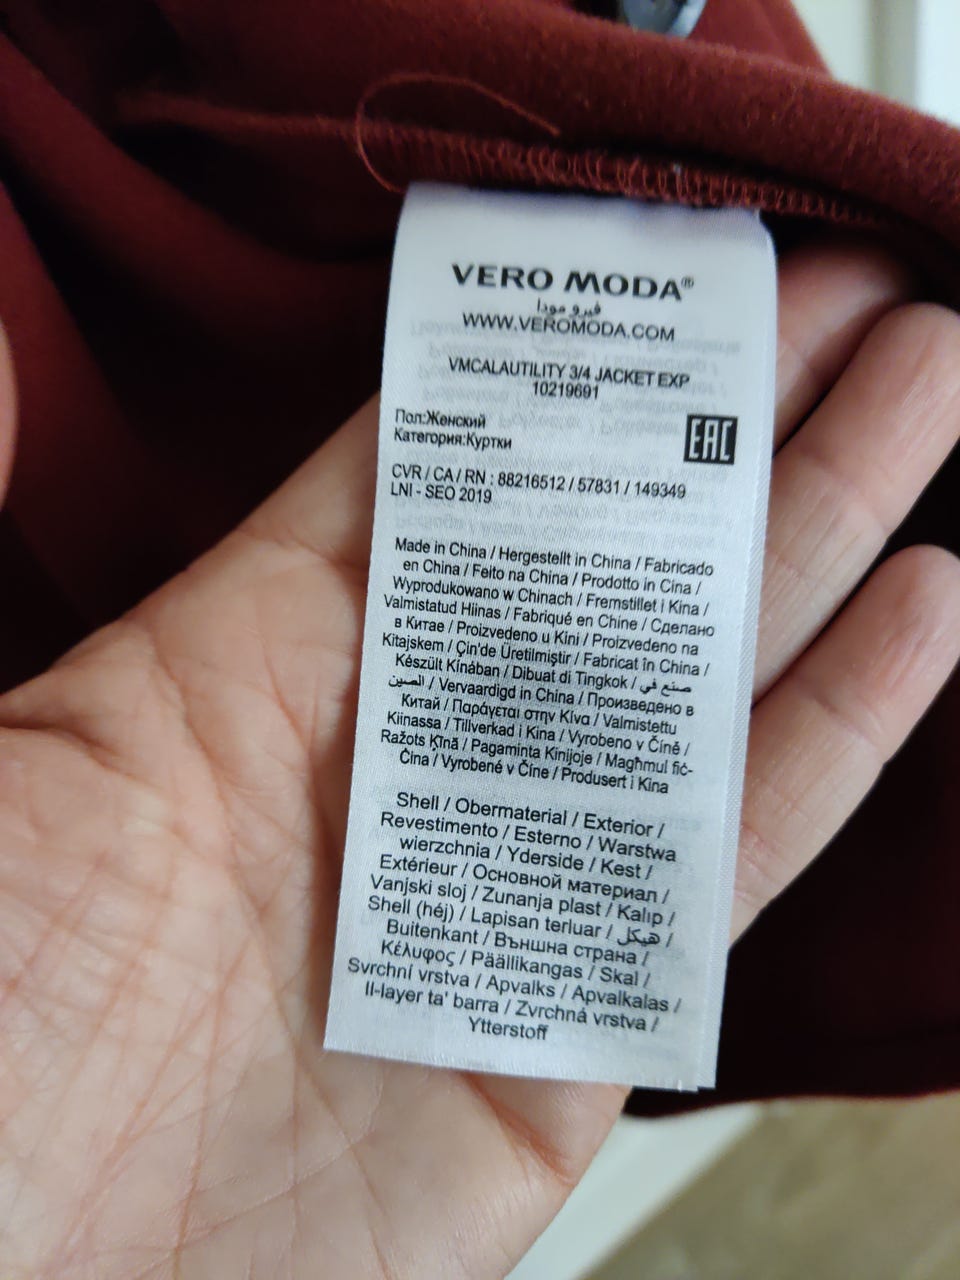 VERO MODA®
فيرو مودا
WWW.VEROMODA.COM
VMCALAUTILITY 3/4 JACKET EXP
10219691
Пол:Женский
Категория:Куртки
EAC
CVR / CA / RN : 88216512 / 57831 / 149349
LNI - SEO 2019
Made in China / Hergestellt in China / Fabricado
en China / Feito na China / Prodotto in Cina /
Wyprodukowano w Chinach / Fremstillet i Kina /
Valmistatud Hiinas / Fabriqué en Chine / Сделано
в Китае / Proizvedeno u Kini / Proizvedeno na
Kitajskem / Çin'de Üretilmiştir / Fabricat în China /
Készült Kínában / Dibuat di Tingkok / صنع في
الصين / Vervaardigd in China / Произведено в
Китай / Παράγεται στην Κίνα / Valmistettu
Kiinassa / Tillverkad i Kina / Vyrobeno v Číně /
Ražots Ķīnā / Pagaminta Kinijoje / Magħmul fiċ-
Ċina / Vyrobené v Číne / Produsert i Kina
Shell / Obermaterial / Exterior /
Revestimento / Esterno / Warstwa
wierzchnia / Yderside / Kest /
Extérieur / Основной материал /
Vanjski sloj / Zunanja plast / Kalıp /
Shell (héj) / Lapisan terluar / هيكل /
Buitenkant / Външна страна /
Κέλυφος / Päällikangas / Skal /
Svrchní vrstva / Apvalks / Apvalkalas /
Il-layer ta' barra / Zvrchná vrstva /
Ytterstoff